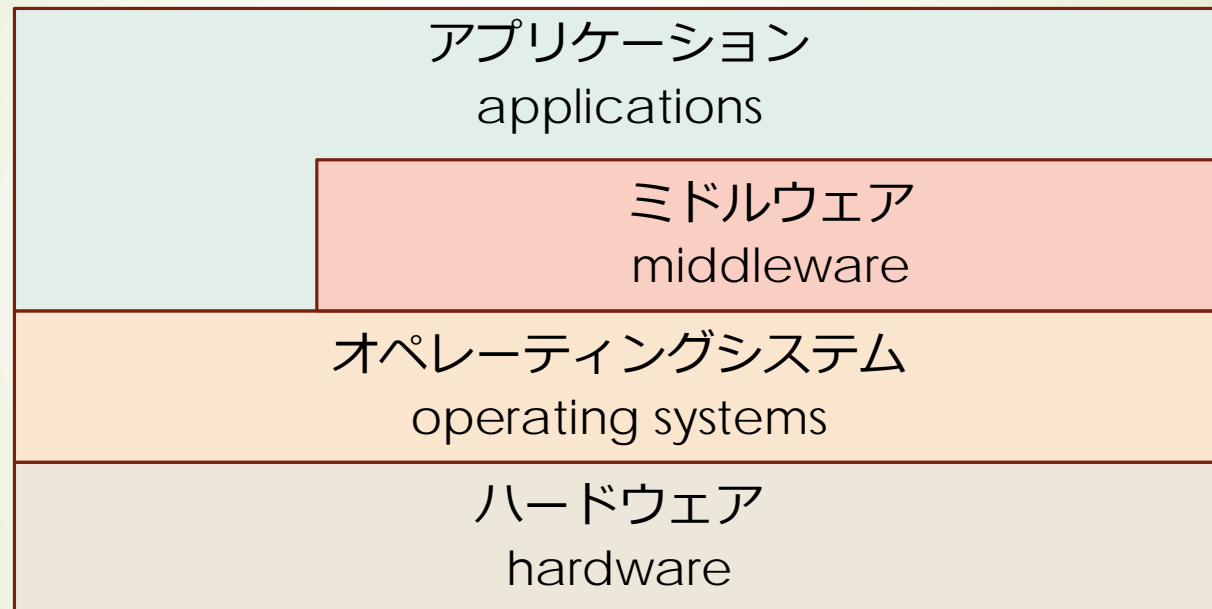 アプリケーション
applications
ミドルウェア
middleware
オペレーティングシステム
operating systems
ハードウェア
hardware